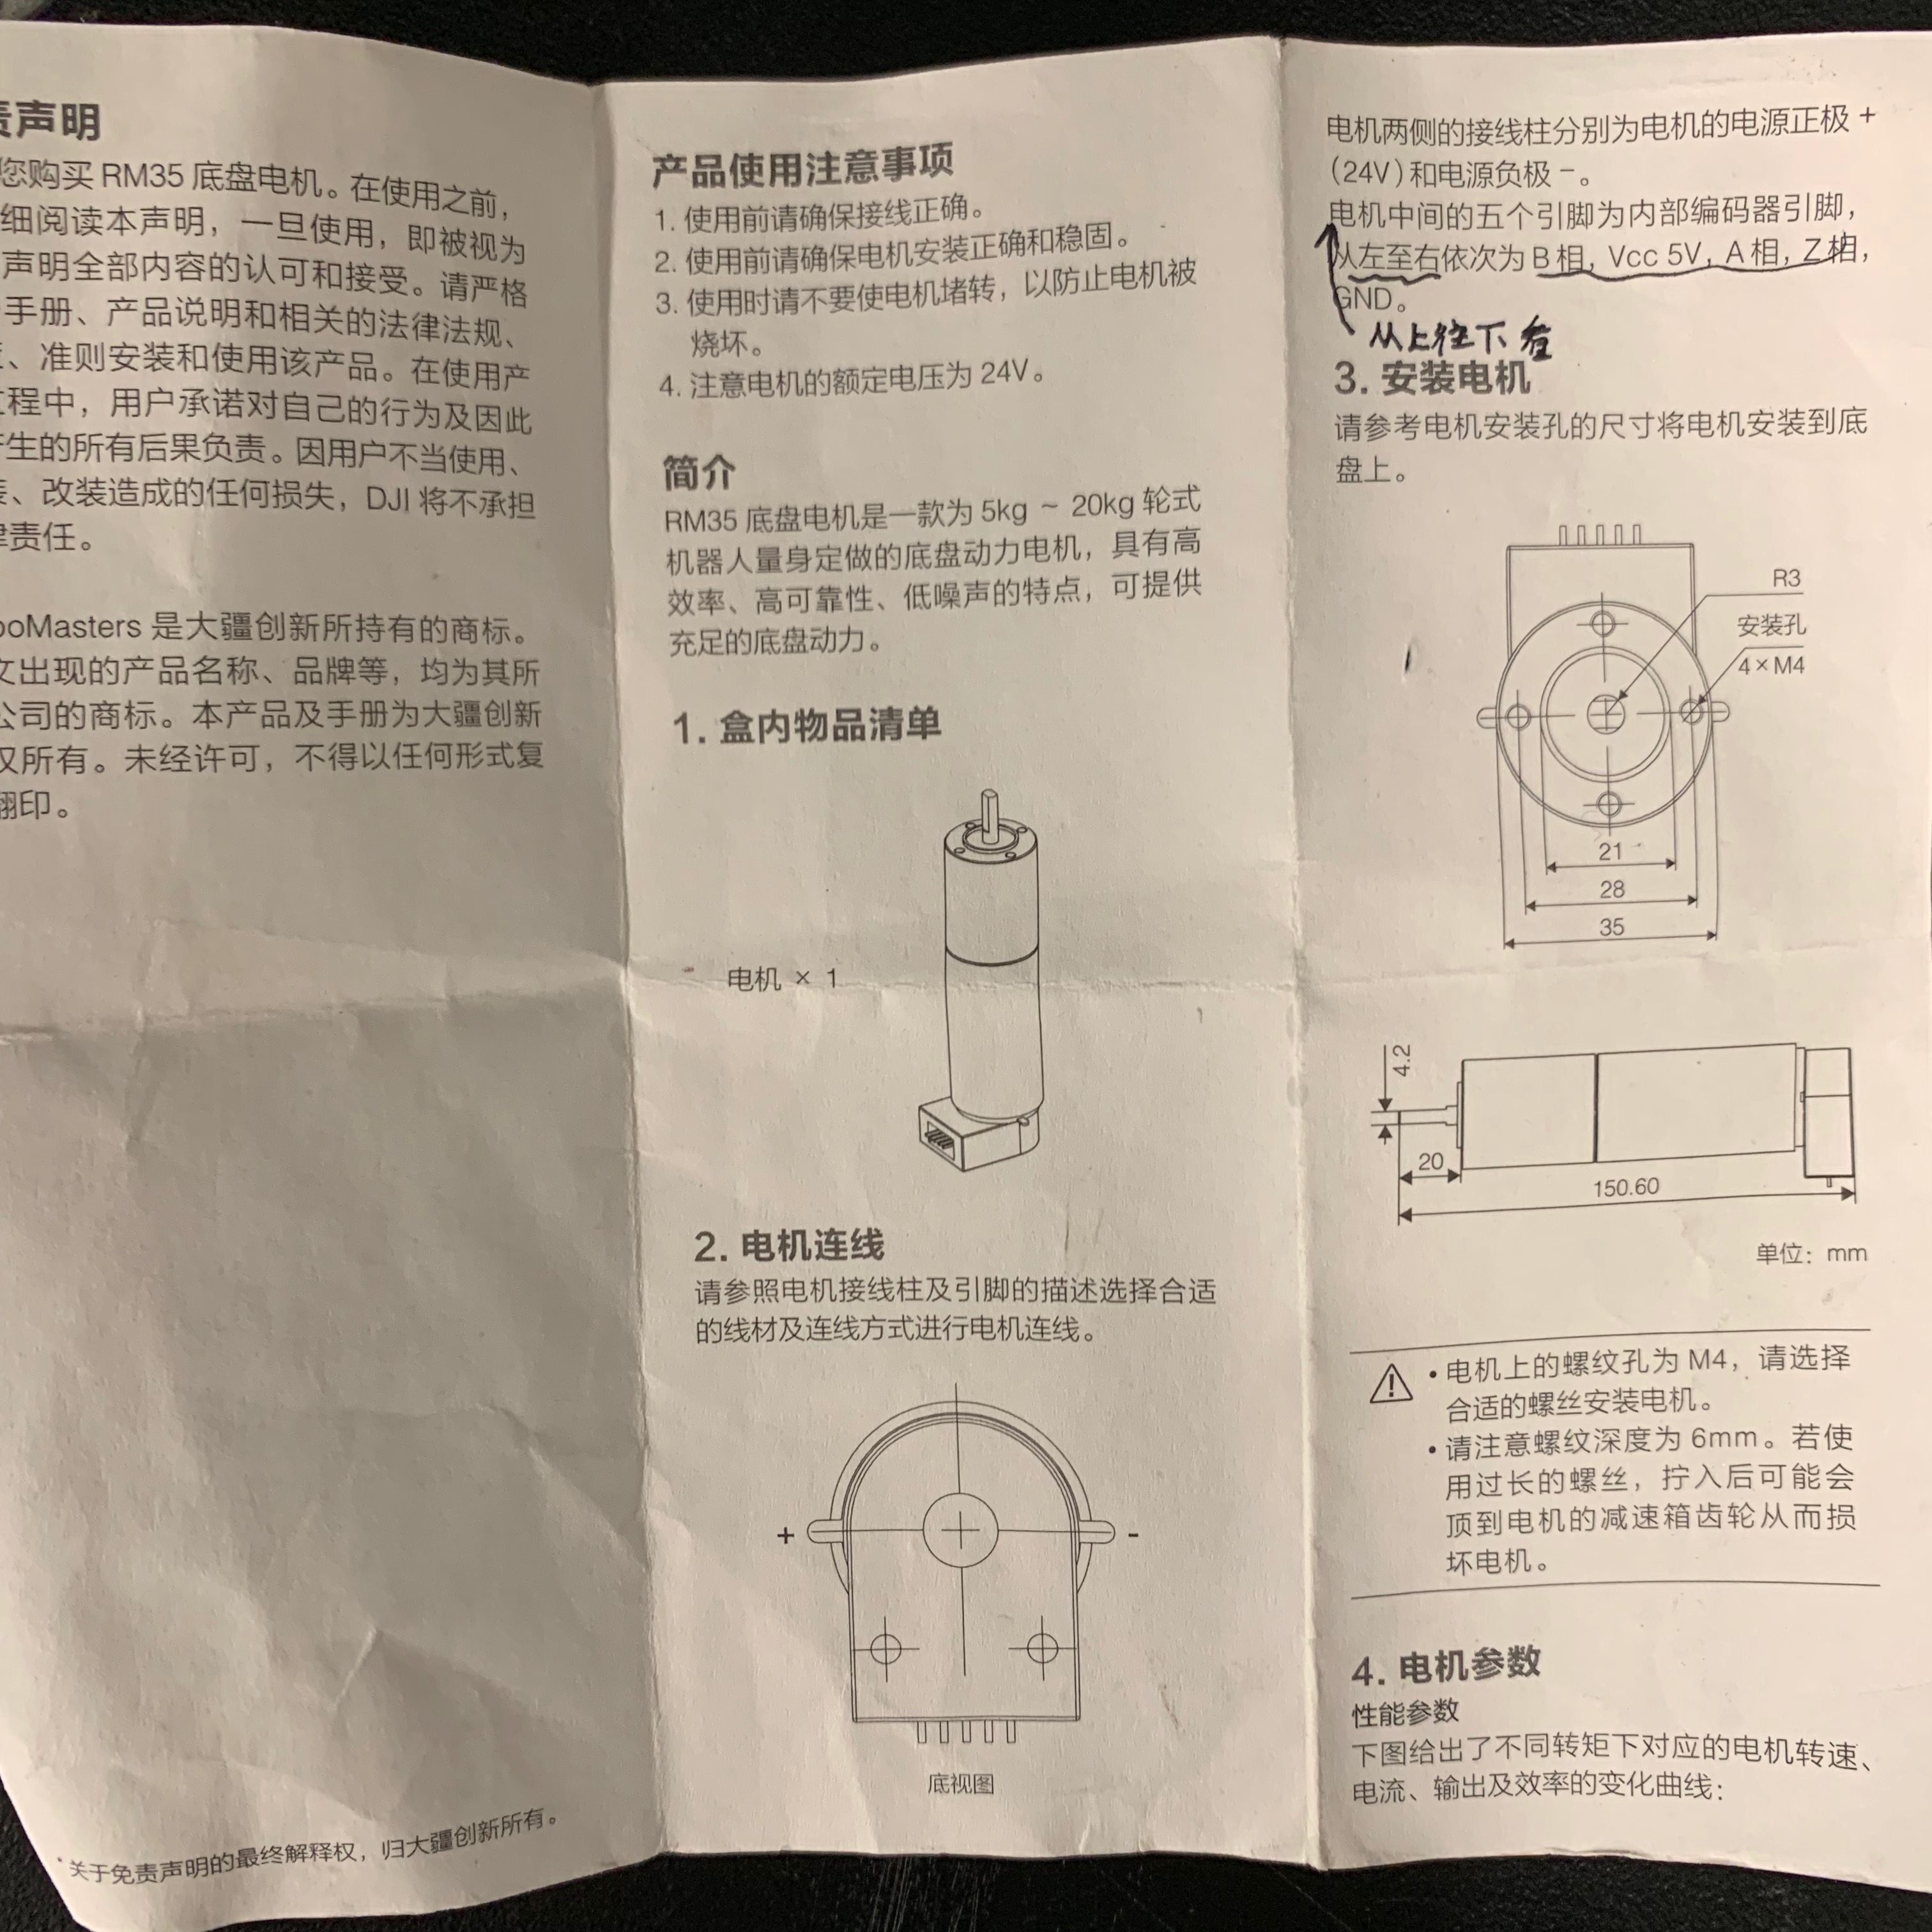 责声明
您购买 RM35 底盘电机。在使用之前，
细阅读本声明，一旦使用，即被视为
声明全部内容的认可和接受。请严格
手册、产品说明和相关的法律法规、
、准则安装和使用该产品。在使用产
程中，用户承诺对自己的行为及因此
产生的所有后果负责。因用户不当使用、
装、改装造成的任何损失，DJI 将不承担
律责任。
boMasters 是大疆创新所持有的商标。
文出现的产品名称、品牌等，均为其所
公司的商标。本产品及手册为大疆创新
权所有。未经许可，不得以任何形式复
翻印。
*关于免责声明的最终解释权，归大疆创新所有。
产品使用注意事项
1. 使用前请确保接线正确。
2. 使用前请确保电机安装正确和稳固。
3. 使用时请不要使电机堵转，以防止电机被
烧坏。
4. 注意电机的额定电压为 24V。
简介
RM35 底盘电机是一款为 5kg ~ 20kg 轮式
机器人量身定做的底盘动力电机，具有高
效率、高可靠性、低噪声的特点，可提供
充足的底盘动力。
1. 盒内物品清单
电机 × 1
2. 电机连线
请参照电机接线柱及引脚的描述选择合适
的线材及连线方式进行电机连线。
+
-
底视图
电机两侧的接线柱分别为电机的电源正极 +
(24V) 和电源负极 -。
电机中间的五个引脚为内部编码器引脚，
从左至右依次为 B 相，Vcc 5V，A 相，Z 相，
GND。
从上往下看
3. 安装电机
请参考电机安装孔的尺寸将电机安装到底
盘上。
R3
安装孔
4×M4
21
28
35
4.2
20
150.60
单位：mm
• 电机上的螺纹孔为 M4，请选择
合适的螺丝安装电机。
• 请注意螺纹深度为 6mm。若使
用过长的螺丝，拧入后可能会
顶到电机的减速箱齿轮从而损
坏电机。
4. 电机参数
性能参数
下图给出了不同转矩下对应的电机转速、
电流、输出及效率的变化曲线：